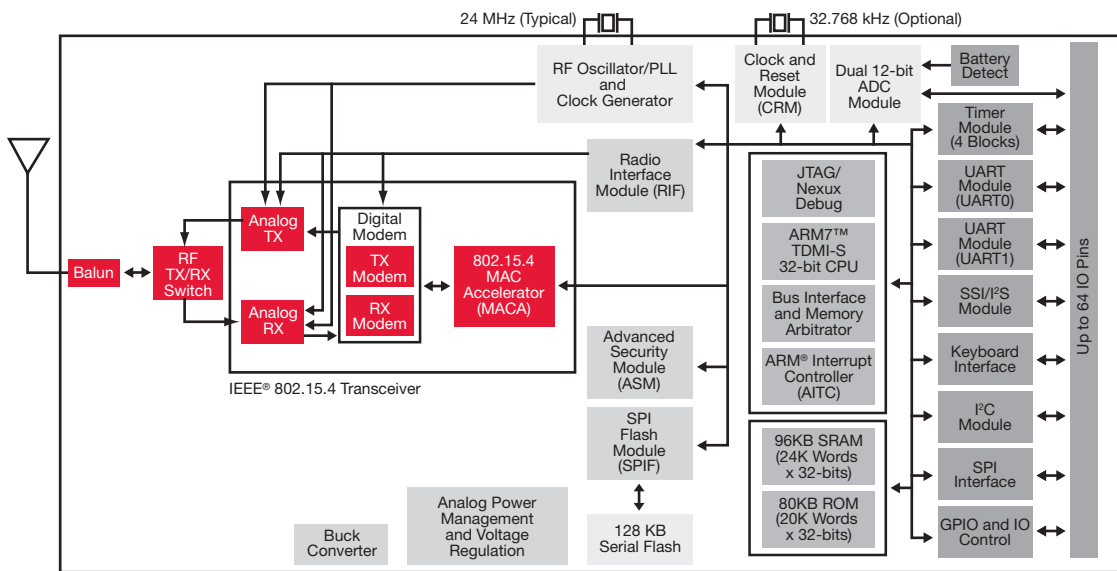 24 MHz (Typical)
32.768 kHz (Optional)
RF Oscillator/PLL
and
Clock Generator
Clock and
Reset
Module
(CRM)
Dual 12-bit
ADC
Module
Battery
Detect
Timer
Module
(4 Blocks)
Radio
Interface
Module (RIF)
JTAG/
Nexux
Debug
UART
Module
(UART0)
Analog
TX
Digital
Modem
TX
Modem
RX
Modem
ARM7™
TDMI-S
32-bit CPU
UART
Module
(UART1)
Balun
RF
TX/RX
Switch
802.15.4
MAC
Accelerator
(MACA)
Analog
RX
Bus Interface
and Memory
Arbitrator
SSI/I²S
Module
Up to 64 IO Pins
Advanced
Security
Module
(ASM)
ARM® Interrupt
Controller
(AITC)
Keyboard
Interface
IEEE® 802.15.4 Transceiver
I²C
Module
SPI
Flash
Module
(SPIF)
96KB SRAM
(24K Words
x 32-bits)
SPI
Interface
80KB ROM
(20K Words
x 32-bits)
GPIO and IO
Control
Buck
Converter
Analog Power
Management
and Voltage
Regulation
128 KB
Serial Flash